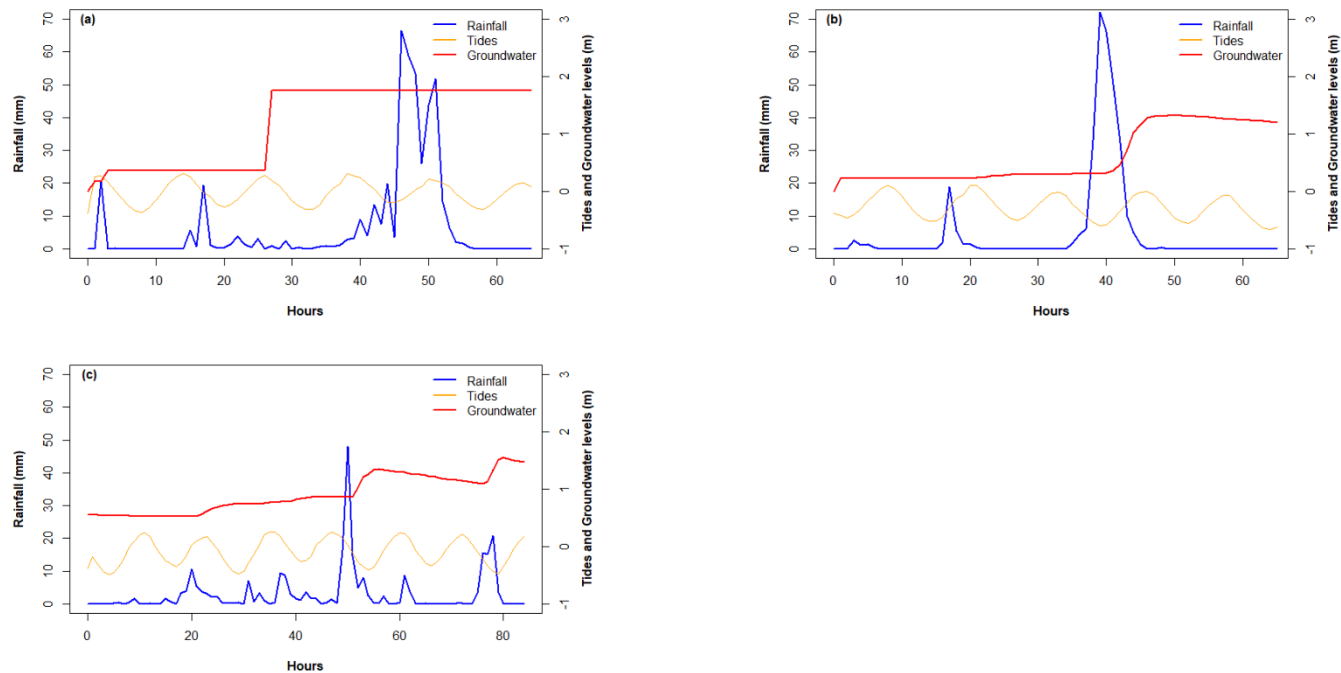 (a)
Rainfall
Tides
Groundwater
Rainfall (mm)
0 10 20 30 40 50 60 70
Tides and Groundwater levels (m)
-1 0 1 2 3
0 10 20 30 40 50 60
Hours
(b)
Rainfall
Tides
Groundwater
Rainfall (mm)
0 10 20 30 40 50 60 70
Tides and Groundwater levels (m)
-1 0 1 2 3
0 10 20 30 40 50 60
Hours
(c)
Rainfall
Tides
Groundwater
Rainfall (mm)
0 10 20 30 40 50 60 70
Tides and Groundwater levels (m)
-1 0 1 2 3
0 20 40 60 80
Hours